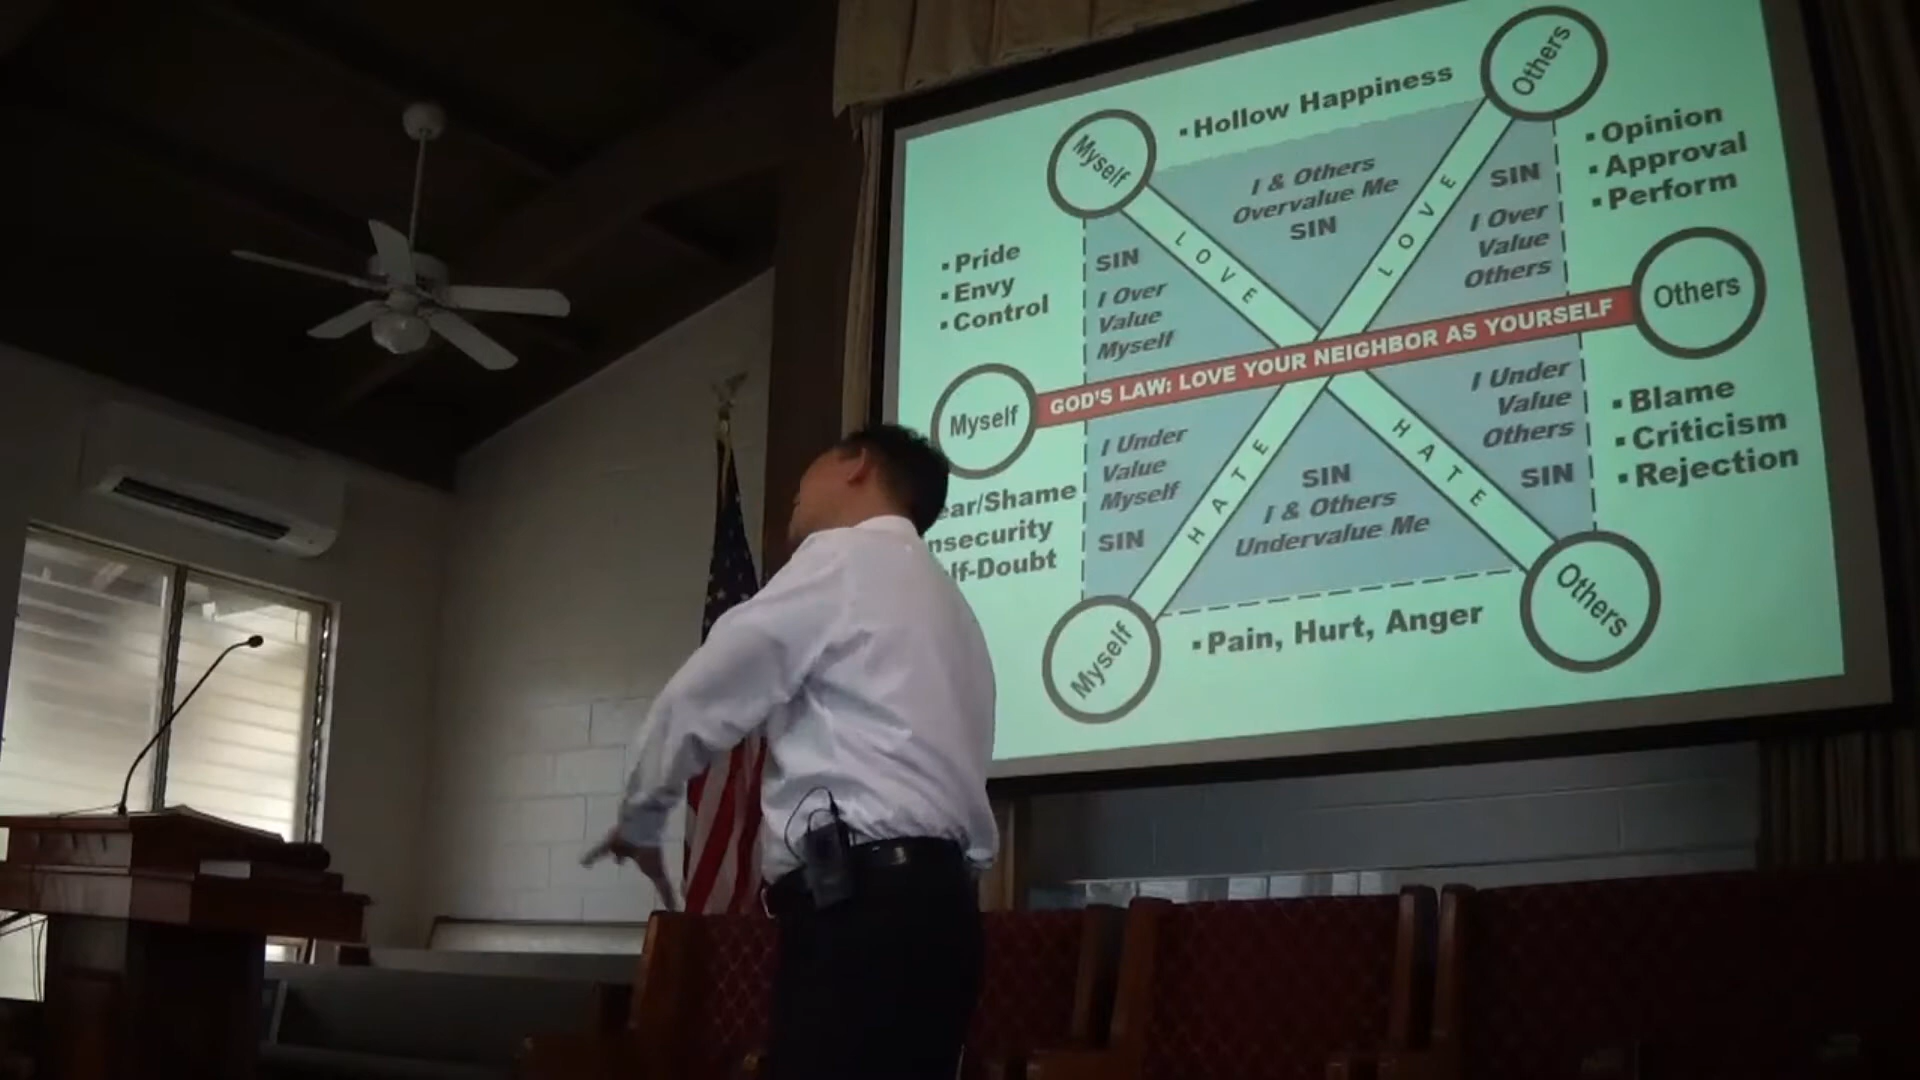 Others
▪Hollow Happiness
Myself
▪Opinion
▪Approval
▪Perform
I & Others
Overvalue Me
SIN
LOVE
LOVE
SIN
I Over
Value
Others
▪Pride
▪Envy
▪Control
SIN
I Over
Value
Myself
Others
GOD'S LAW: LOVE YOUR NEIGHBOR AS YOURSELF
Myself
I Under
Value
Myself
SIN
I Under
Value
Others
SIN
▪Blame
▪Criticism
▪Rejection
HATE
HATE
SIN
I & Others
Undervalue Me
ear/Shame
nsecurity
lf-Doubt
Others
Myself
▪Pain, Hurt, Anger